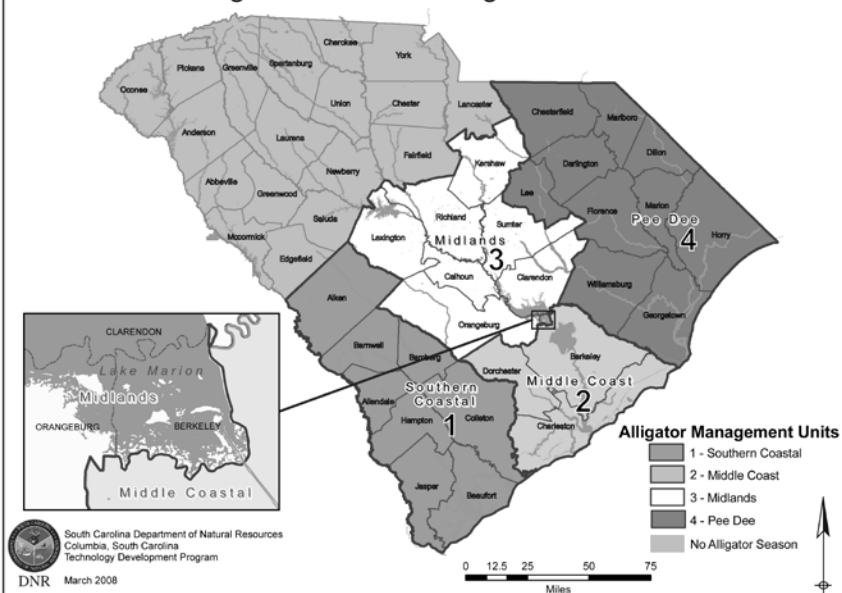 Cherokee
York
Spartanburg
Greenville
Pickens
Oconee
Union
Chester
Lancaster
Chesterfield
Marlboro
Anderson
Laurens
Fairfield
Kershaw
Darlington
Dillon
Newberry
Abbeville
Greenwood
Lee
Marion
Florence
Saluda
Richland
Sumter
Pee Dee
4
Horry
Mccormick
Lexington
Midlands
3
Edgefield
Calhoun
Clarendon
Williamsburg
Aiken
Georgetown
Orangeburg
Barnwell
Bamberg
Berkeley
Dorchester
Middle Coast
2
Allendale
Southern
Coastal
1
Hampton
Colleton
Charleston
Jasper
Beaufort
CLARENDON
Lake Marion
Midlands
ORANGEBURG
BERKELEY
Middle Coastal
Alligator Management Units
1 - Southern Coastal
2 - Middle Coast
3 - Midlands
4 - Pee Dee
No Alligator Season
South Carolina Department of Natural Resources
Columbia, South Carolina
Technology Development Program
DNR March 2008
0 12.5 25 50 75
Miles